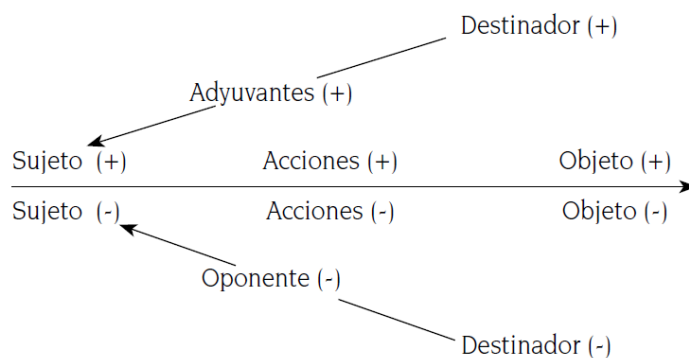 Destinador (+)
Adyuvantes (+)
Sujeto (+) Acciones (+) Objeto (+)
Sujeto (-) Acciones (-) Objeto (-)
Oponente (-)
Destinador (-)